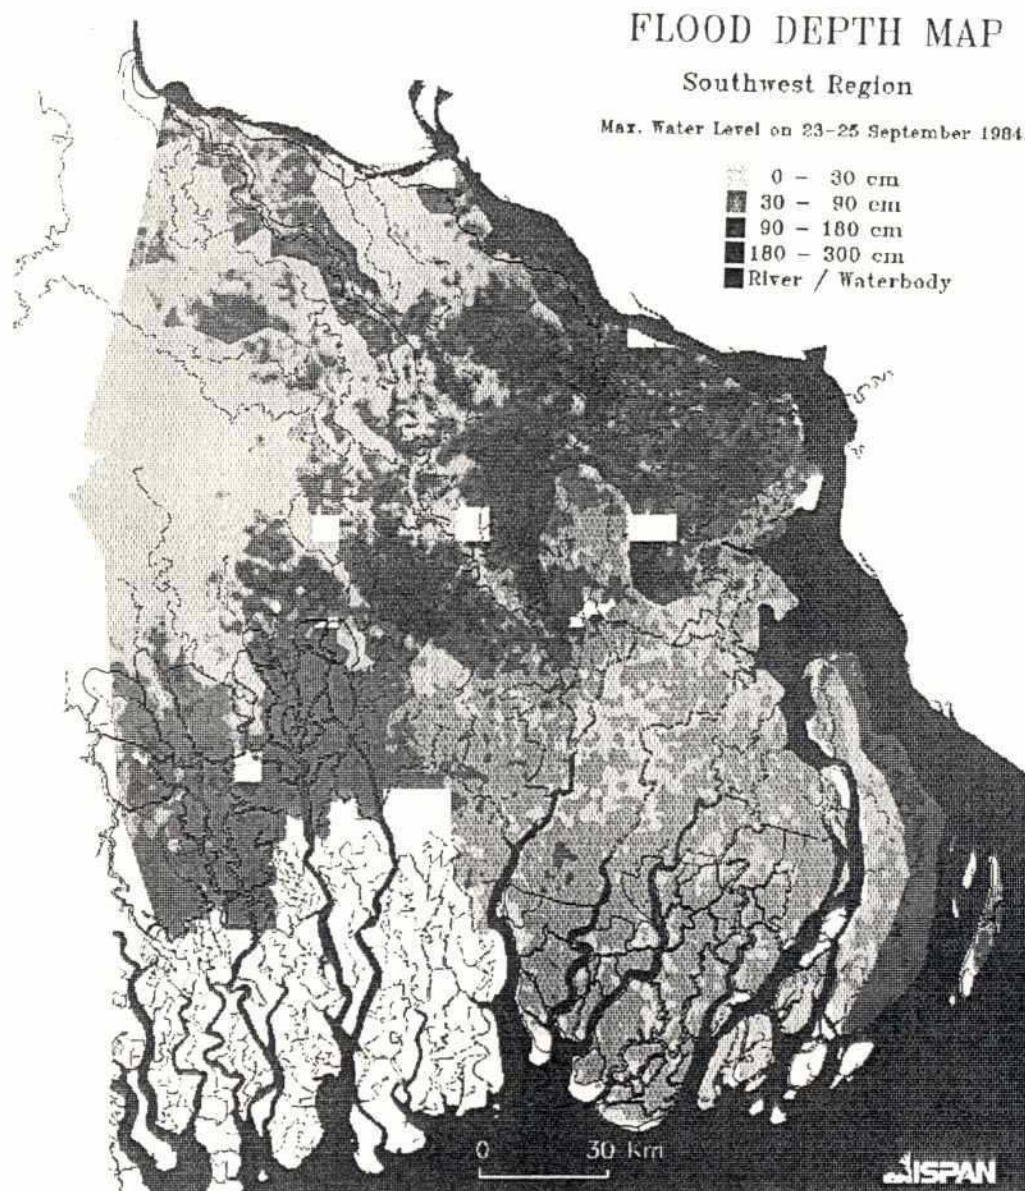 FLOOD DEPTH MAP
Southwest Region
Max. Water Level on 23-25 September 1984.
0 - 30 cm
30 - 90 cm
90 - 180 cm
180 - 300 cm
River / Waterbody
0 30 Km
ISPAN